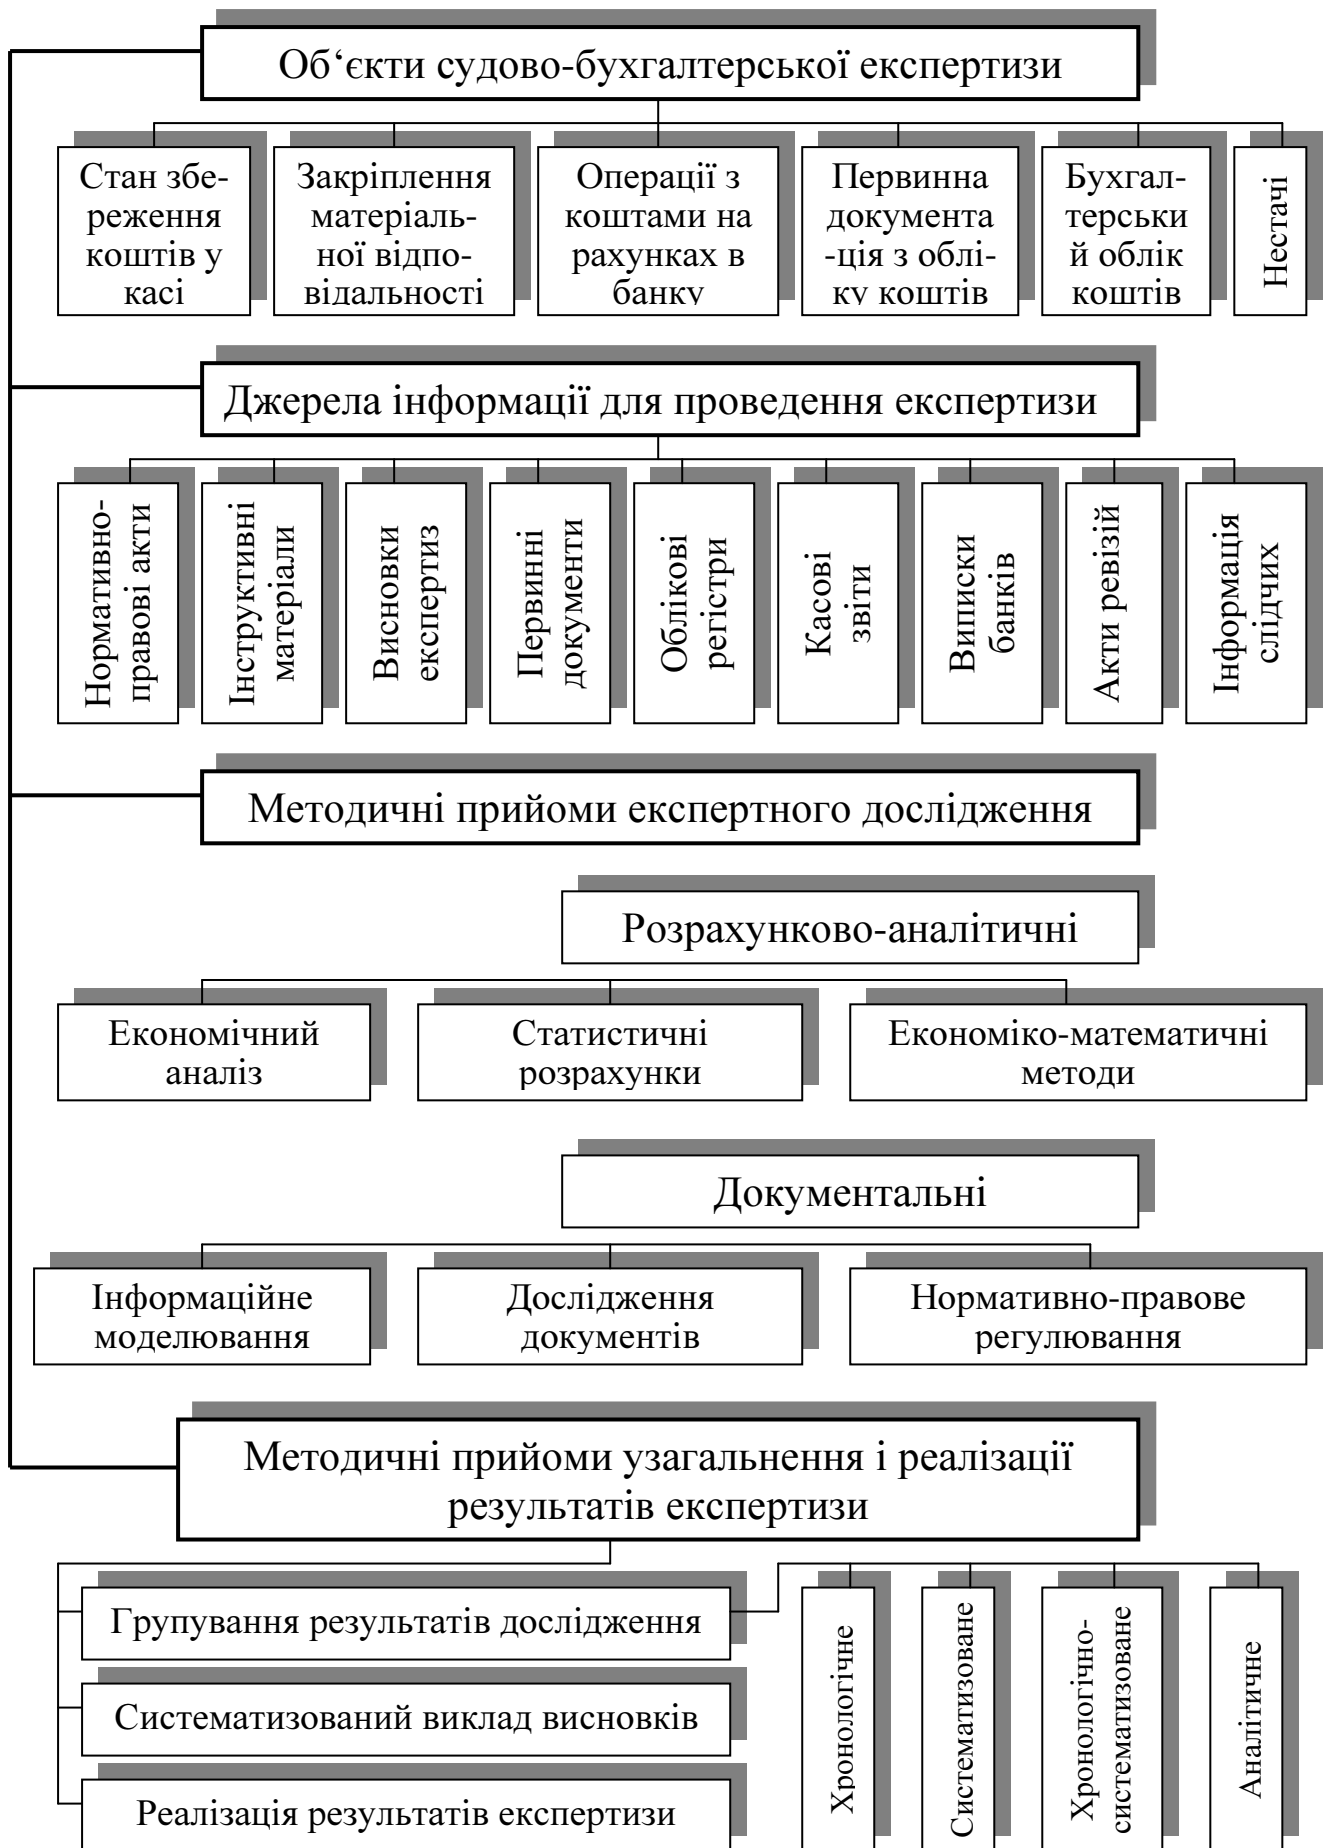 Об‘єкти судово-бухгалтерської експертизи
Стан збе-
реження
коштів у
касі
Закріплення
матеріаль-
ної відпо-
відальності
Операції з
коштами на
рахунках в
банку
Первинна
документа
-ція з облі-
ку коштів
Бухгал-
терськи
й облік
коштів
Нестачі
Джерела інформації для проведення експертизи
Нормативно-
правові акти
Інструктивні
матеріали
Висновки
експертиз
Первинні
документи
Облікові
регістри
Касові
звіти
Виписки
банків
Акти ревізій
Інформація
слідчих
Методичні прийоми експертного дослідження
Розрахунково-аналітичні
Економічний
аналіз
Статистичні
розрахунки
Економіко-математичні
методи
Документальні
Інформаційне
моделювання
Дослідження
документів
Нормативно-правове
регулювання
Методичні прийоми узагальнення і реалізації
результатів експертизи
Групування результатів дослідження
Систематизований виклад висновків
Реалізація результатів експертизи
Хронологічне
Систематизоване
Хронологічно-
систематизоване
Аналітичне